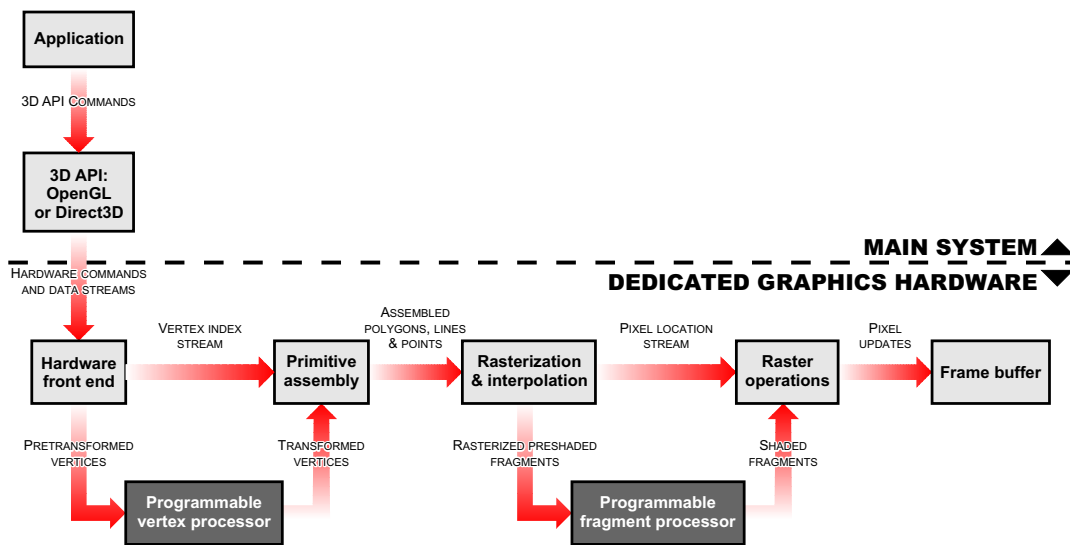 Application
3D API Commands
3D API:
OpenGL
or Direct3D
MAIN SYSTEM
DEDICATED GRAPHICS HARDWARE
Hardware commands
and data streams
Hardware
front end
Vertex index
stream
Primitive
assembly
Assembled
polygons, lines
& points
Rasterization
& interpolation
Pixel location
stream
Raster
operations
Pixel
updates
Frame buffer
Pretransformed
vertices
Programmable
vertex processor
Transformed
vertices
Rasterized preshaded
fragments
Programmable
fragment processor
Shaded
fragments